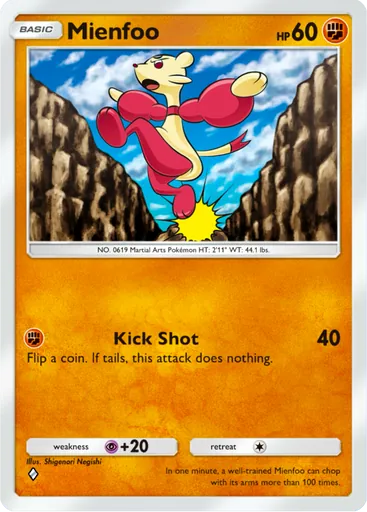 BASIC Mienfoo HP 60
NO. 0619 Martial Arts Pokémon HT: 2'11" WT: 44.1 lbs.
Kick Shot 40
Flip a coin. If tails, this attack does nothing.
weakness +20 retreat
Illus. Shigenori Negishi
In one minute, a well-trained Mienfoo can chop
with its arms more than 100 times.